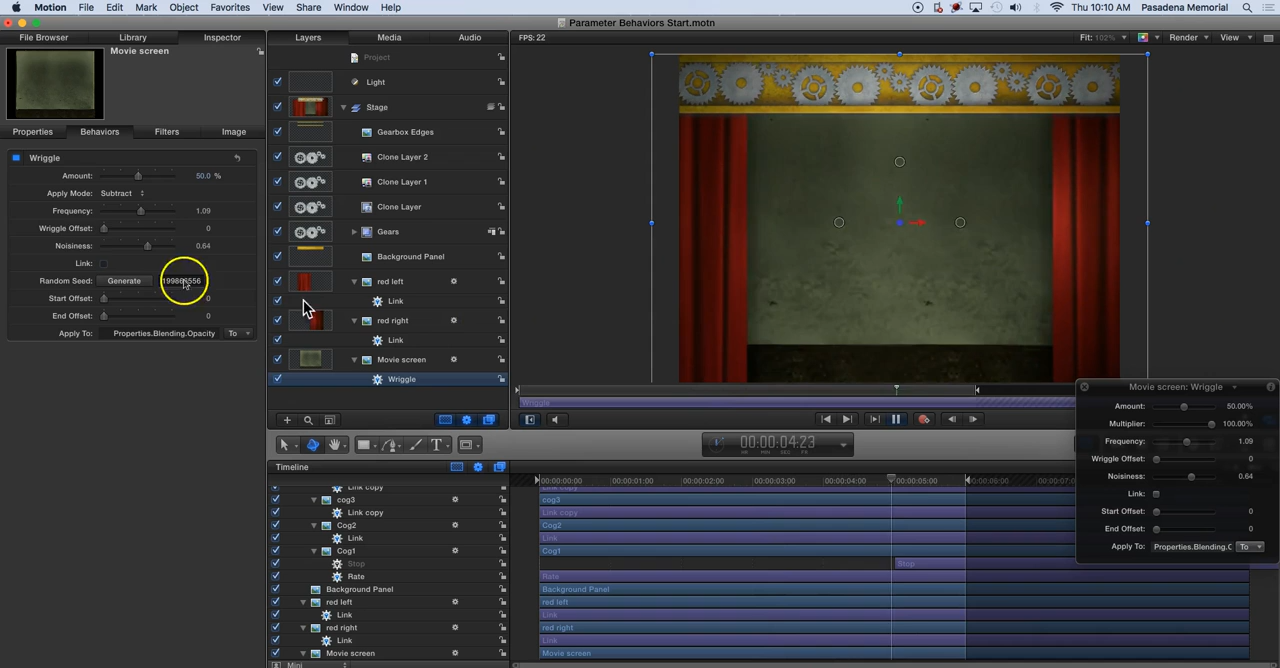 Motion File Edit Mark Object Favorites View Share Window Help Thu 10:10 AM Pasadena Memorial
Parameter Behaviors Start.motn
File Browser Library Inspector
Layers Media Audio
FPS: 22
Fit: 102% Render View
Movie screen
Properties Behaviors Filters Image
Wriggle
Amount: 50.0 %
Apply Mode: Subtract
Frequency: 1.09
Wriggle Offset: 0
Noisiness: 0.64
Link:
Random Seed: Generate
Start Offset: 0
End Offset: 0
Apply To: Properties.Blending.Opacity To
Project
Light
Stage
Gearbox Edges
Clone Layer 2
Clone Layer 1
Clone Layer
Gears
Background Panel
red left
Link
red right
Link
Movie screen
Wriggle
Wriggle
00:00:04:23
Movie screen: Wriggle
Amount: 50.00%
Multiplier: 100.00%
Frequency: 1.09
Wriggle Offset: 0
Noisiness: 0.64
Link:
Start Offset: 0
End Offset: 0
Apply To: Properties.Blending.C To
Timeline
00:00:00:00 00:00:01:00 00:00:02:00 00:00:03:00 00:00:04:00 00:00:05:00 00:00:06:00
Link copy Link copy
cog3 cog3
Link copy Link copy
Cog2 Cog2
Link Link
Cog1 Cog1
Stop Stop
Rate Rate
Background Panel Background Panel
red left red left
Link Link
red right red right
Link Link
Movie screen Movie screen
Mini